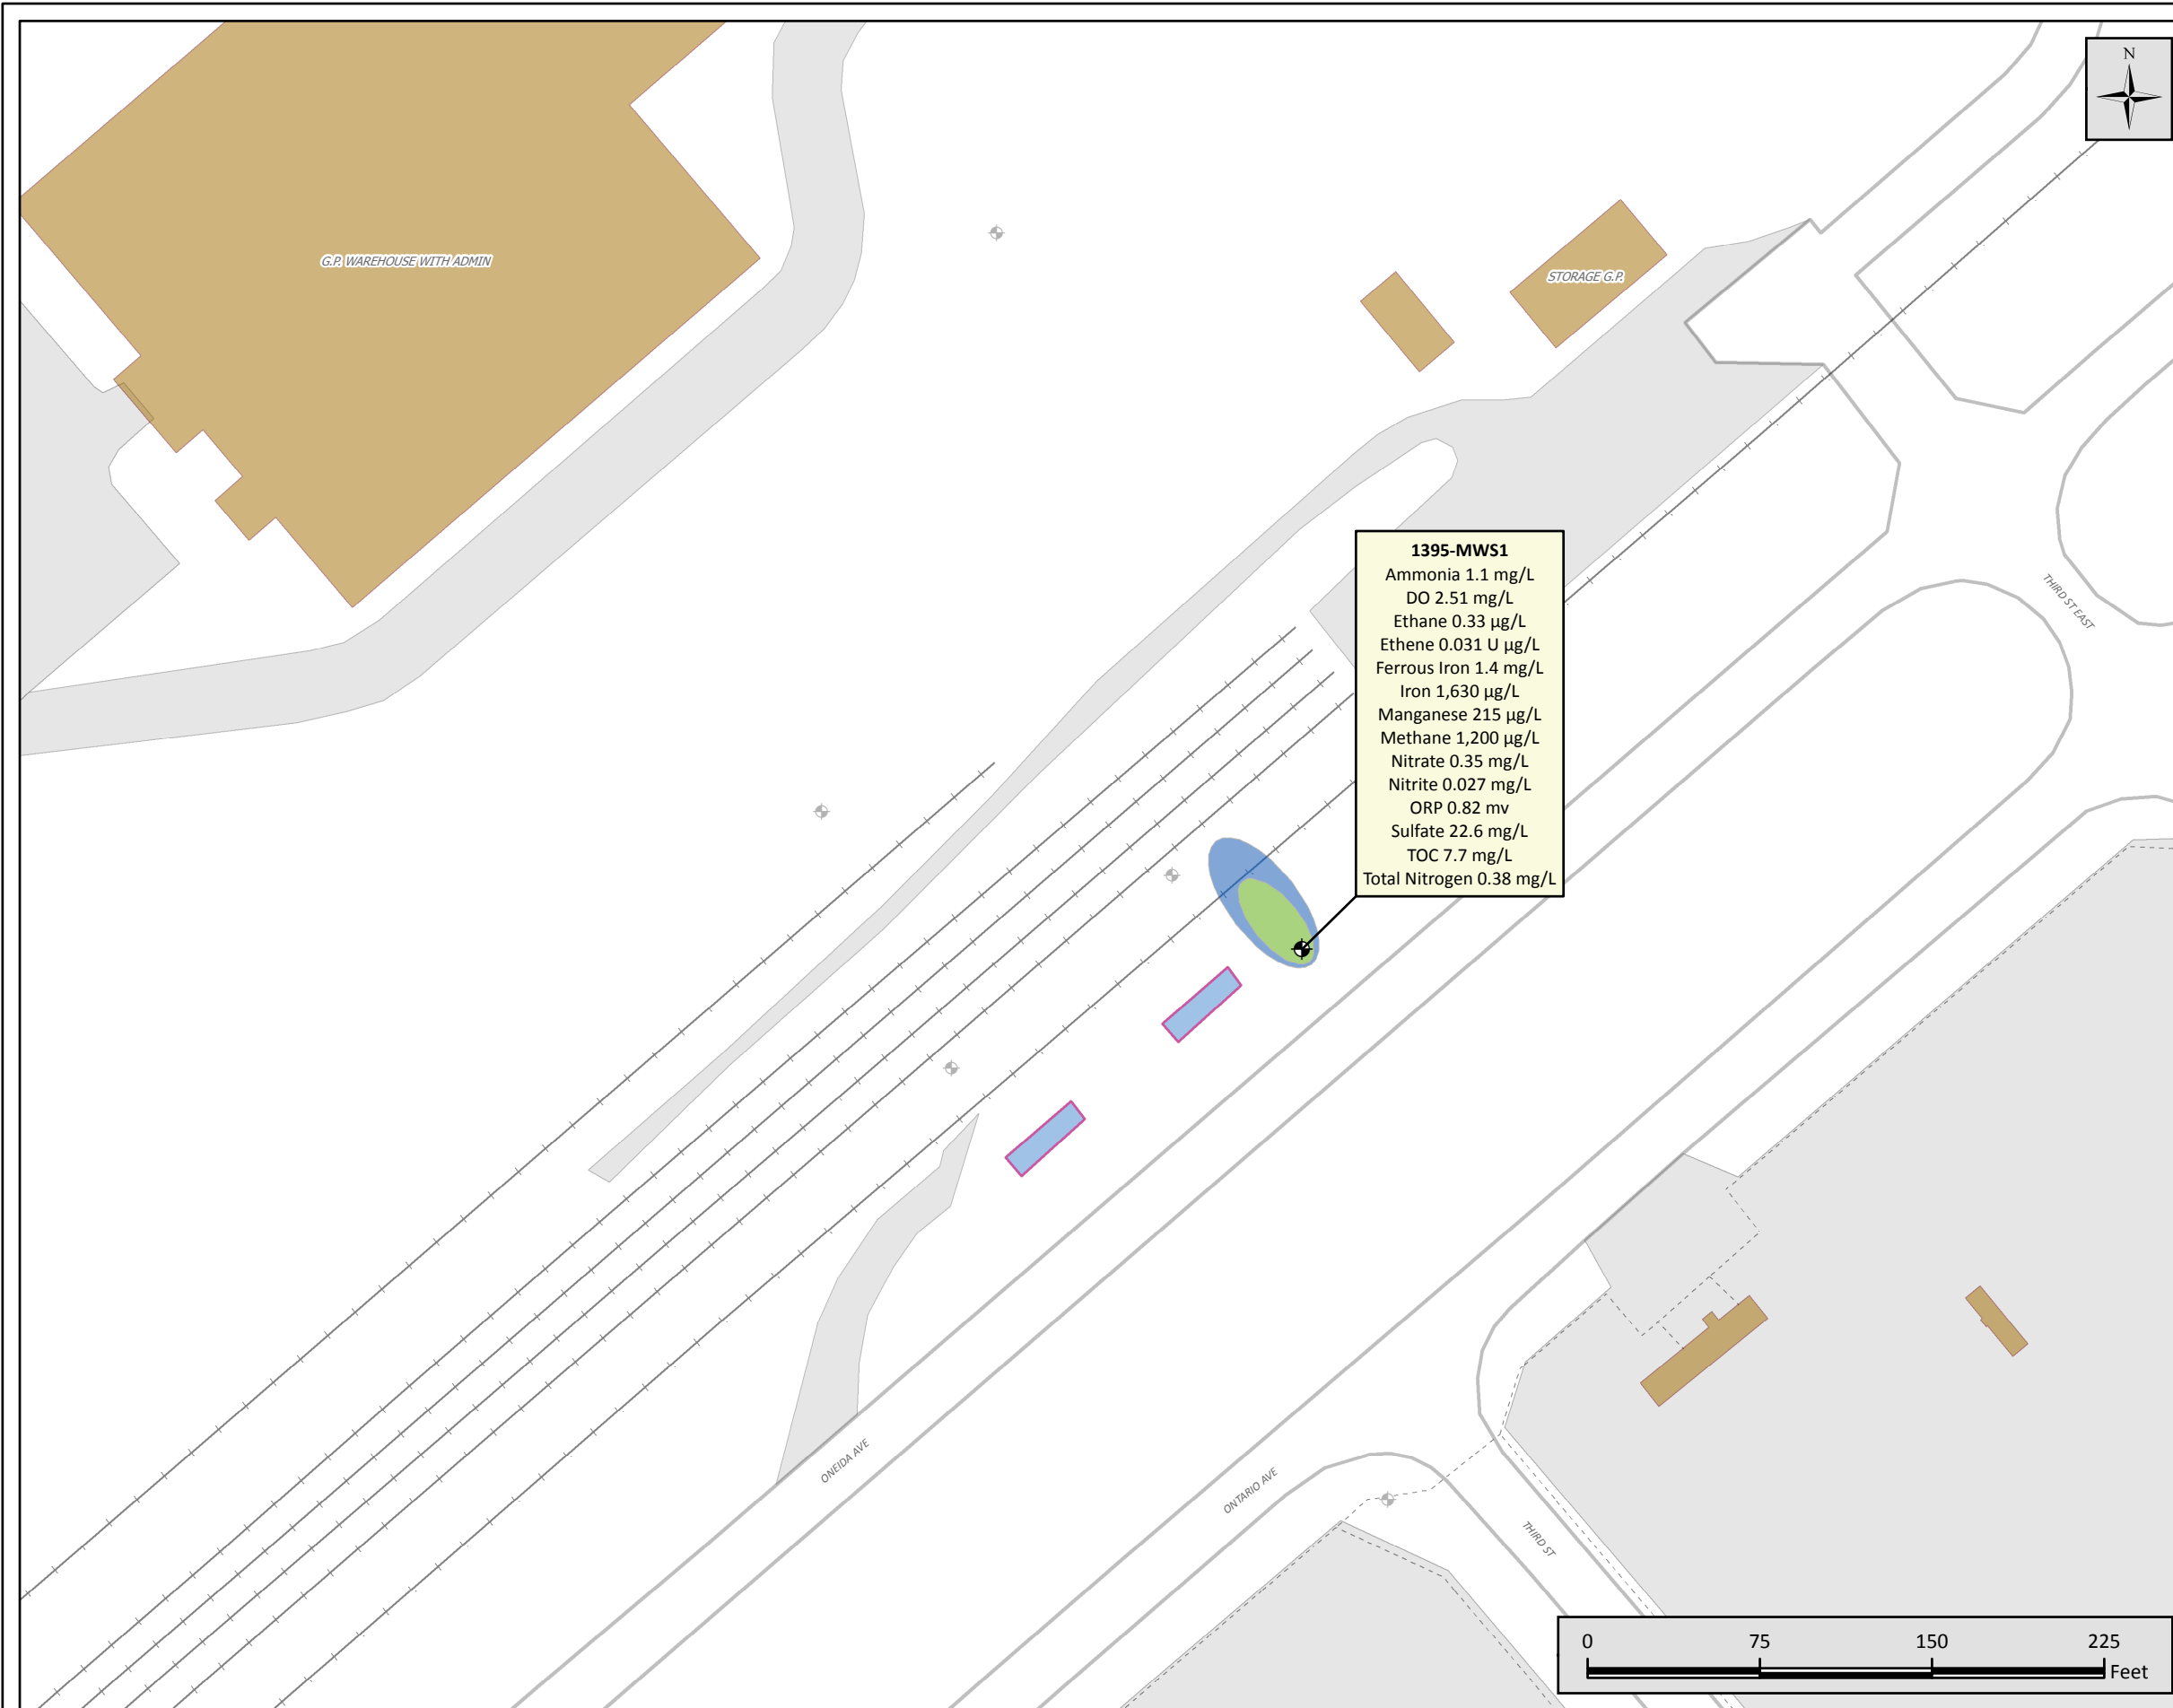 N
G.P. WAREHOUSE WITH ADMIN
STORAGE G.P.
1395-MWS1
Ammonia 1.1 mg/L
DO 2.51 mg/L
Ethane 0.33 µg/L
Ethene 0.031 U µg/L
Ferrous Iron 1.4 mg/L
Iron 1,630 µg/L
Manganese 215 µg/L
Methane 1,200 µg/L
Nitrate 0.35 mg/L
Nitrite 0.027 mg/L
ORP 0.82 mv
Sulfate 22.6 mg/L
TOC 7.7 mg/L
Total Nitrogen 0.38 mg/L
THIRD ST EAST
ONEIDA AVE
ONTARIO AVE
THIRD ST
0 75 150 225
Feet